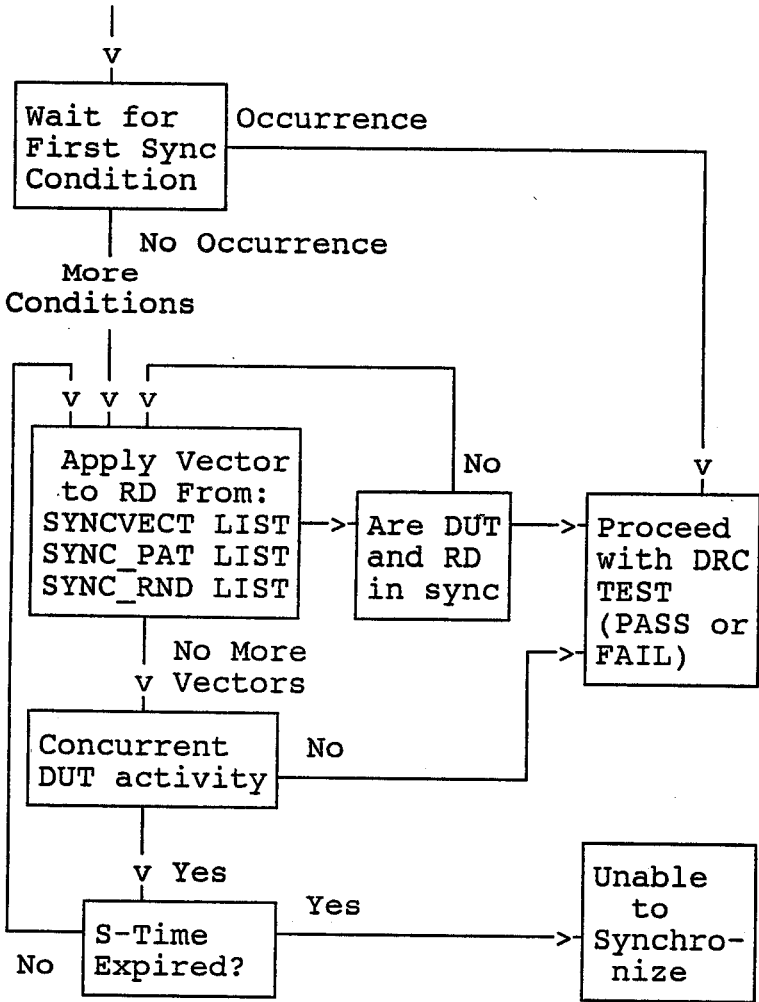 v
Wait for
First Sync
Condition
Occurrence
No Occurrence
More
Conditions
v v v
Apply Vector
to RD From:
SYNCVECT LIST
SYNC_PAT LIST
SYNC_RND LIST
>
No
Are DUT
and RD
in sync
>
v
Proceed
with DRC
TEST
(PASS or
FAIL)
No More
v Vectors
Concurrent
DUT activity
No
>
v Yes
S-Time
Expired?
No
Yes
>
Unable
to
Synchro-
nize